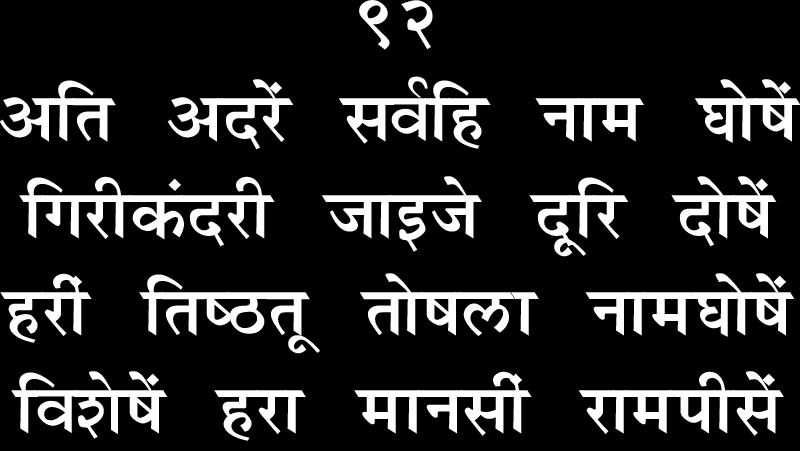 ९२
अति अदरें सर्वहि नाम घोषें
गिरीकंदरी जाइजे दूरि दोषें
हरीं तिष्ठतू तोषला नामघोषें
विशेषें हरा मानसीं रामपीसें